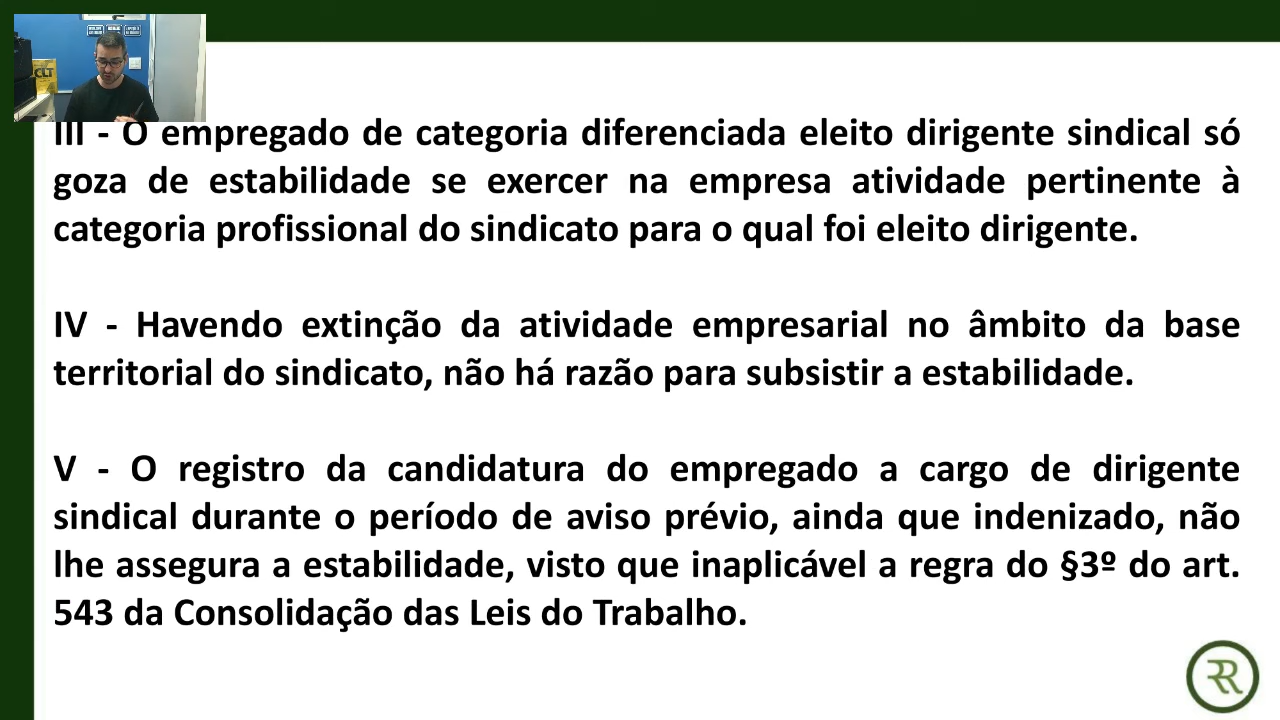 CLT
III - O empregado de categoria diferenciada eleito dirigente sindical só
goza de estabilidade se exercer na empresa atividade pertinente à
categoria profissional do sindicato para o qual foi eleito dirigente.
IV - Havendo extinção da atividade empresarial no âmbito da base
territorial do sindicato, não há razão para subsistir a estabilidade.
V - O registro da candidatura do empregado a cargo de dirigente
sindical durante o período de aviso prévio, ainda que indenizado, não
lhe assegura a estabilidade, visto que inaplicável a regra do §3º do art.
543 da Consolidação das Leis do Trabalho.